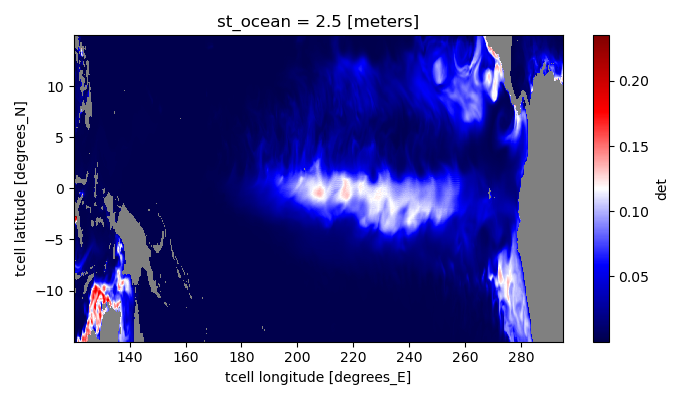 st_ocean = 2.5 [meters]
tcell latitude [degrees_N]
10
5
0
−5
−10
140 160 180 200 220 240 260 280
tcell longitude [degrees_E]
0.20
0.15
0.10
0.05
det